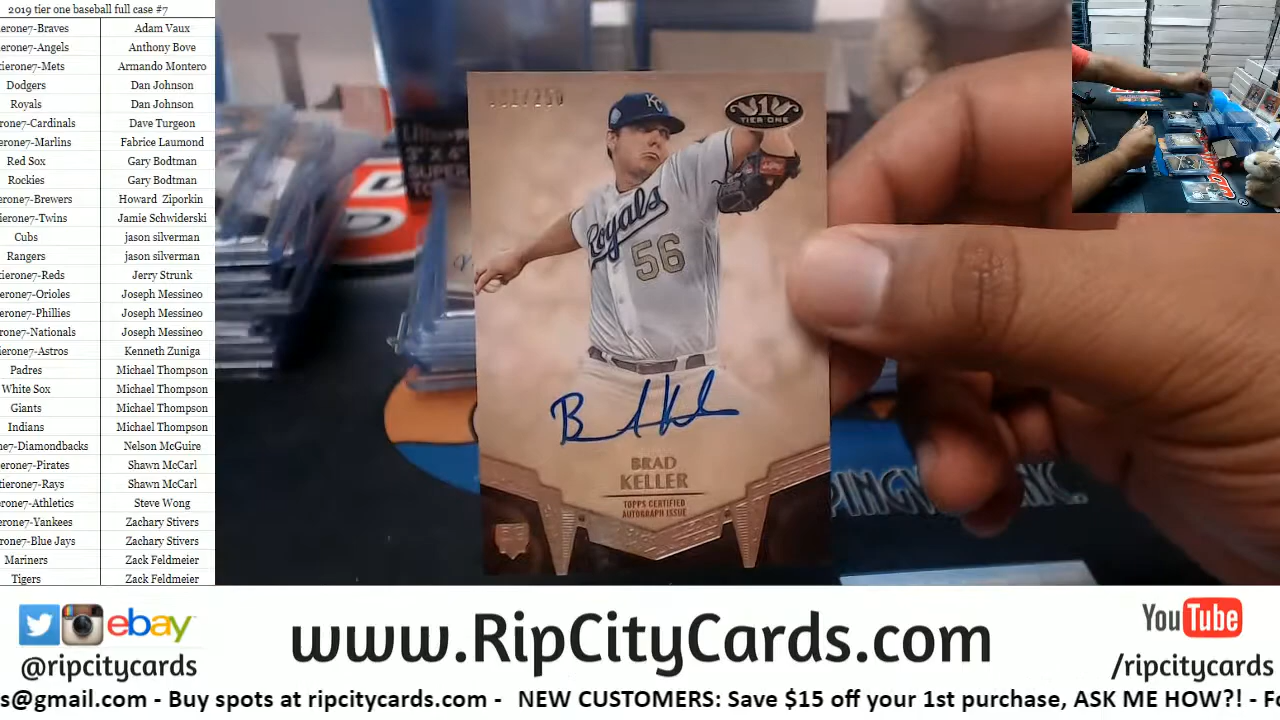 2019 tier one baseball full case #7
ierone7-Braves Adam Vaux
erone7-Angels Anthony Bove
tierone7-Mets Armando Montero
Dodgers Dan Johnson
Royals Dan Johnson
rone7-Cardinals Dave Turgeon
ierone7-Marlins Fabrice Laumond
Red Sox Gary Bodtman
Rockies Gary Bodtman
erone7-Brewers Howard Ziporkin
ierone7-Twins Jamie Schwiderski
Cubs jason silverman
Rangers jason silverman
tierone7-Reds Jerry Strunk
erone7-Orioles Joseph Messineo
erone7-Phillies Joseph Messineo
rone7-Nationals Joseph Messineo
ierone7-Astros Kenneth Zuniga
Padres Michael Thompson
White Sox Michael Thompson
Giants Michael Thompson
Indians Michael Thompson
ne7-Diamondbacks Nelson McGuire
erone7-Pirates Shawn McCarl
tierone7-Rays Shawn McCarl
rone7-Athletics Steve Wong
erone7-Yankees Zachary Stivers
erone7-Blue Jays Zachary Stivers
Mariners Zack Feldmeier
Tigers Zack Feldmeier
KC
1
TIER ONE
Royals
56
BRAD
KELLER
TOPPS CERTIFIED
AUTOGRAPH ISSUE
ebay
@ripcitycards
www.RipCityCards.com
YouTube
/ripcitycards
s@gmail.com - Buy spots at ripcitycards.com - NEW CUSTOMERS: Save $15 off your 1st purchase, ASK ME HOW?! - Fo